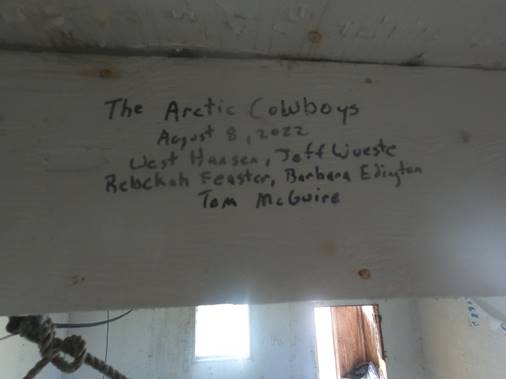 The Arctic Cowboys
August 8, 2022
West Hansen, Jeff Wueste
Rebekah Feaster, Barbara Edington
Tom McGuire